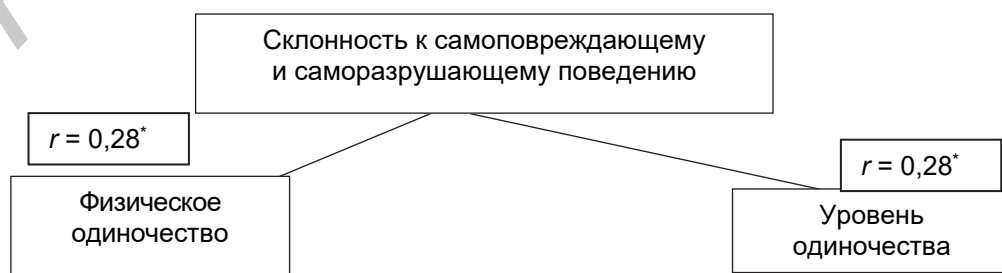 Склонность к самоповреждающему
и саморазрушающему поведению
r = 0,28*
r = 0,28*
Физическое
одиночество
Уровень
одиночества